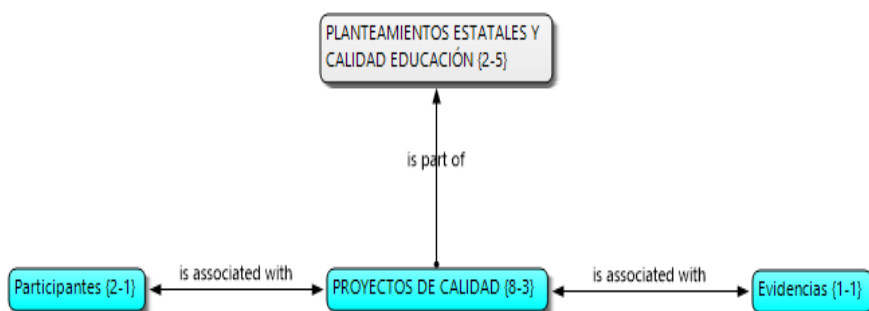 PLANTEAMIENTOS ESTATALES Y
CALIDAD EDUCACIÓN {2-5}
is part of
is associated with
is associated with
Participantes {2-1}
PROYECTOS DE CALIDAD {8-3}
Evidencias {1-1}